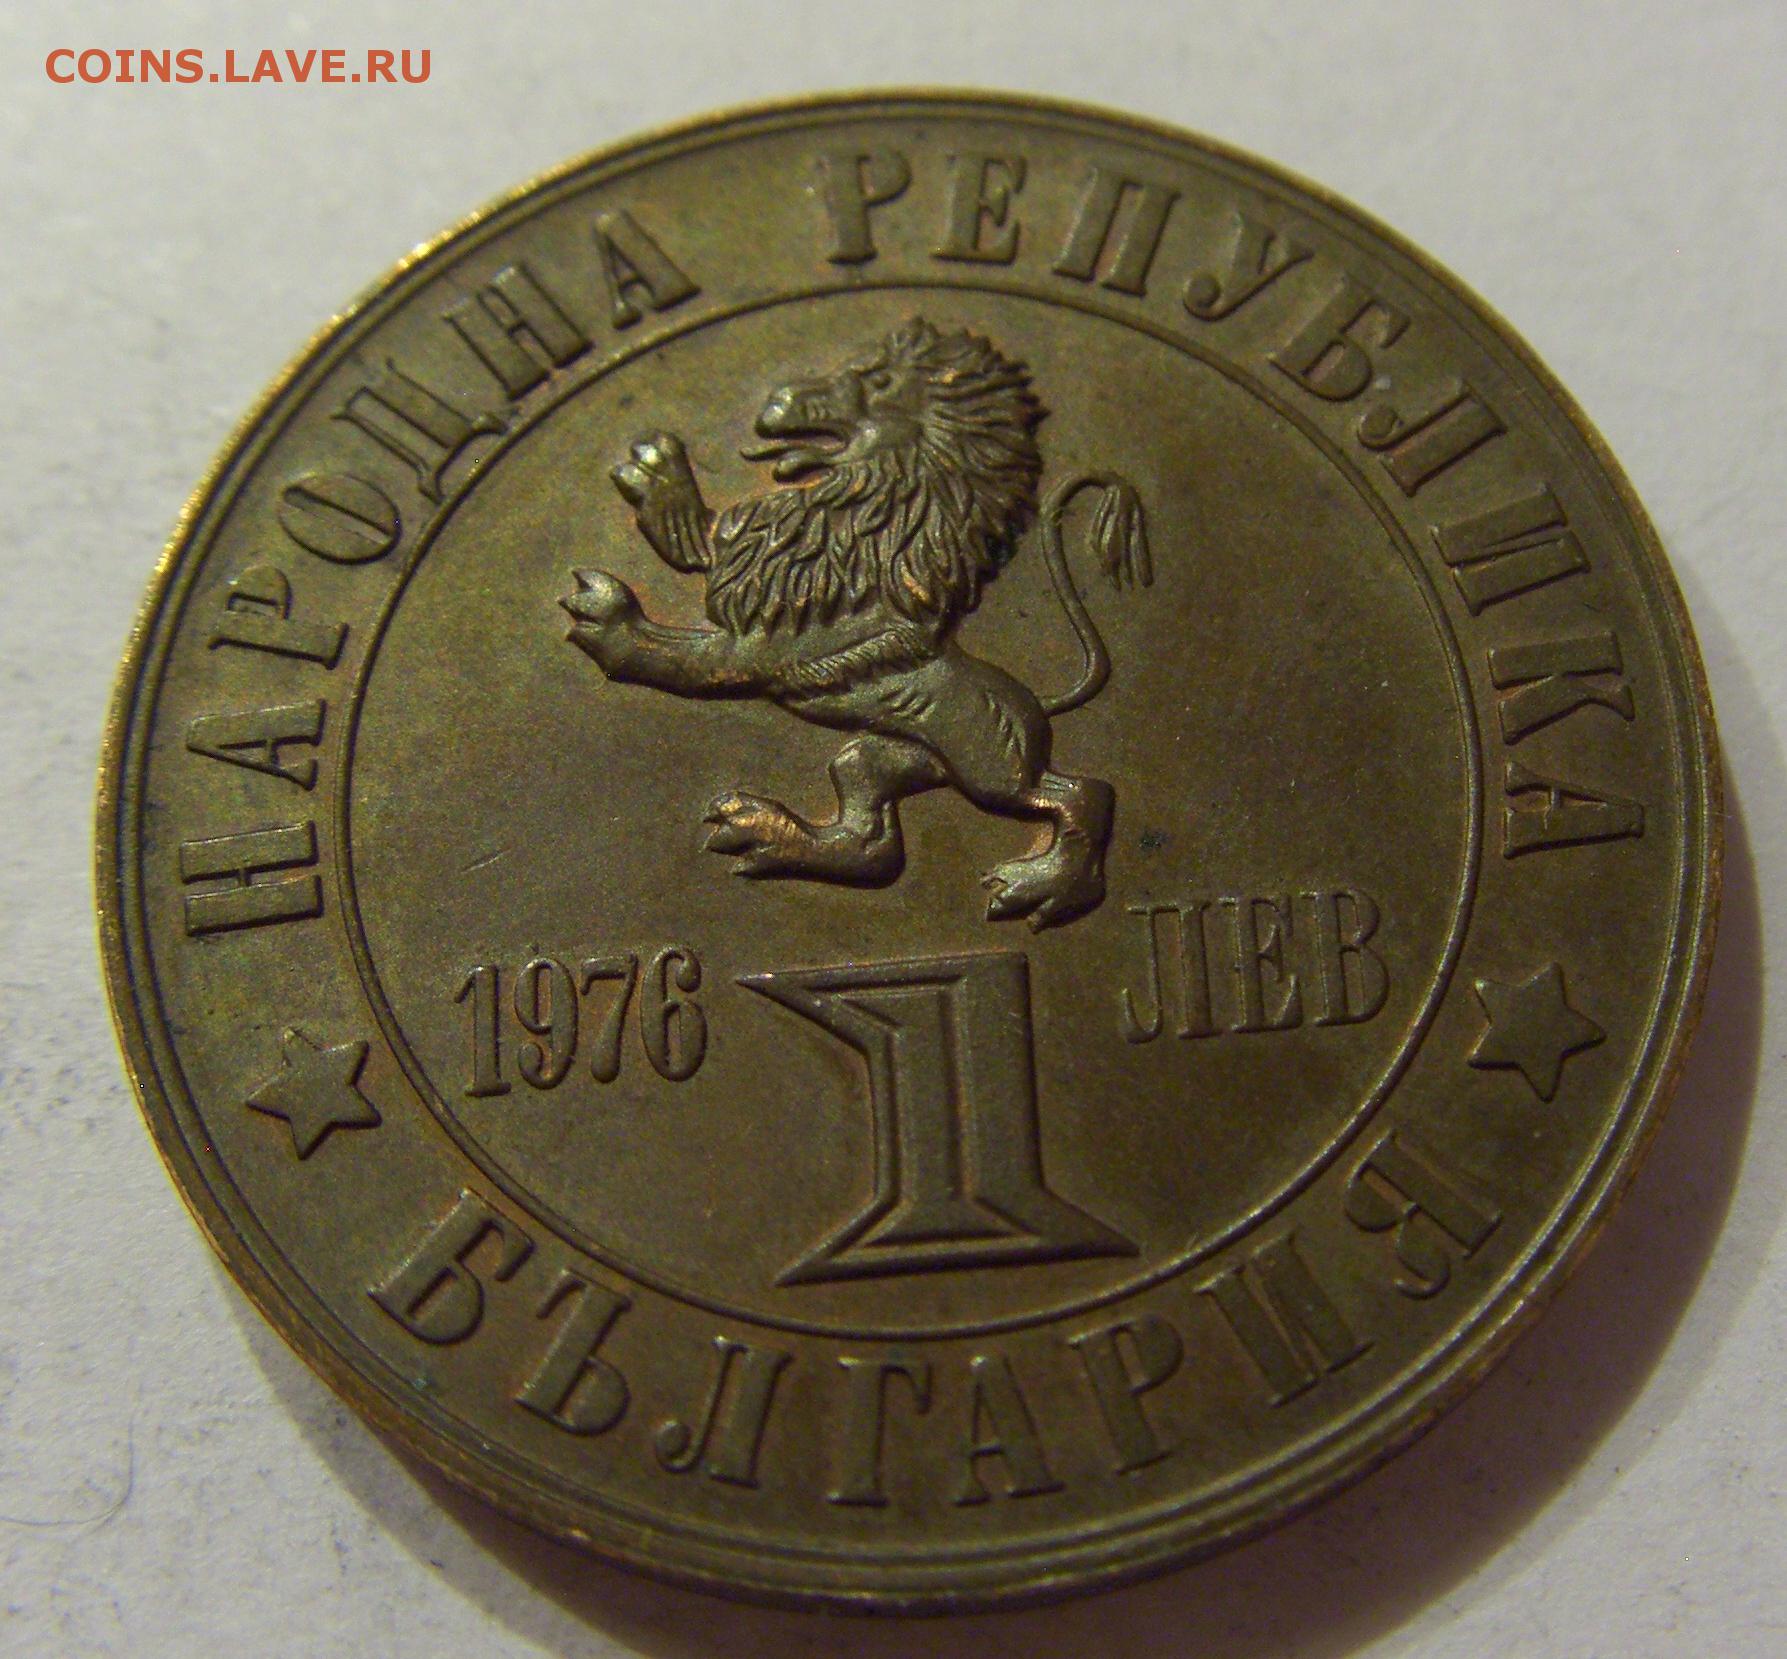 COINS.LAVE.RU
НАРОДНА РЕПУБЛИКА
1976 1 ЛЕВ
БЪЛГАРИЯ